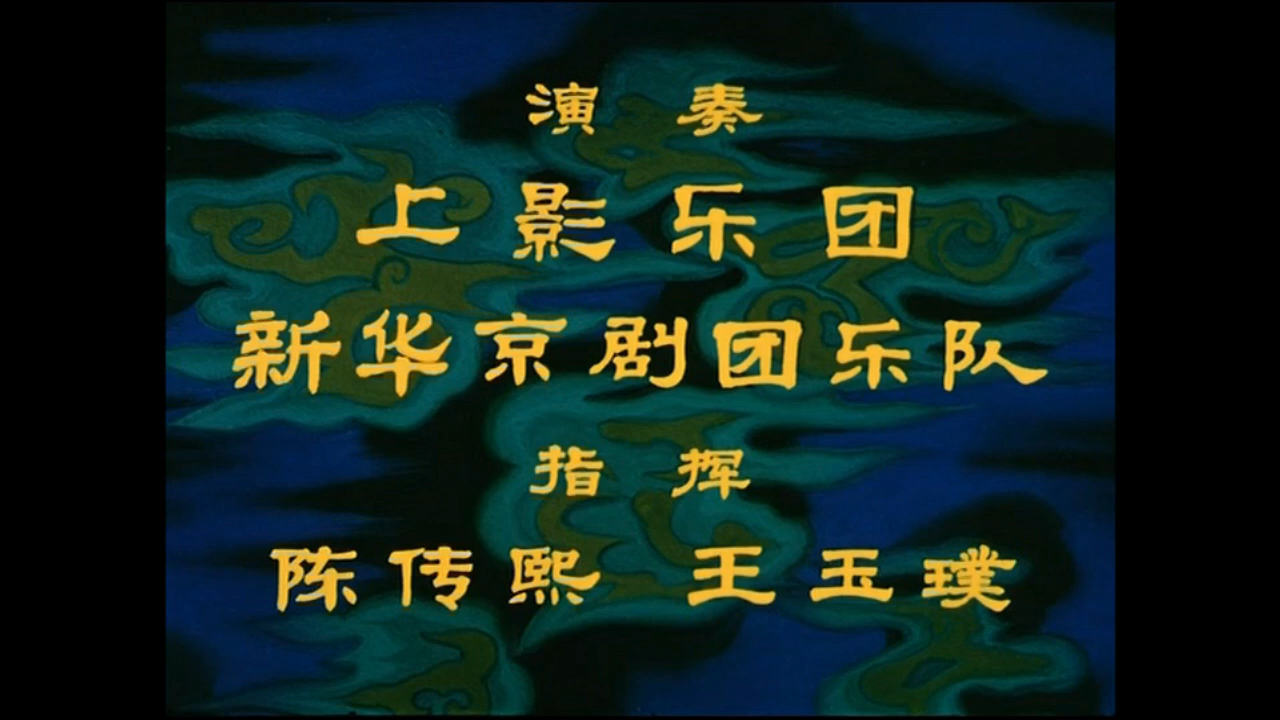 演 奏
上影乐团
新华京剧团乐队
指 挥
陈传熙 王玉璞